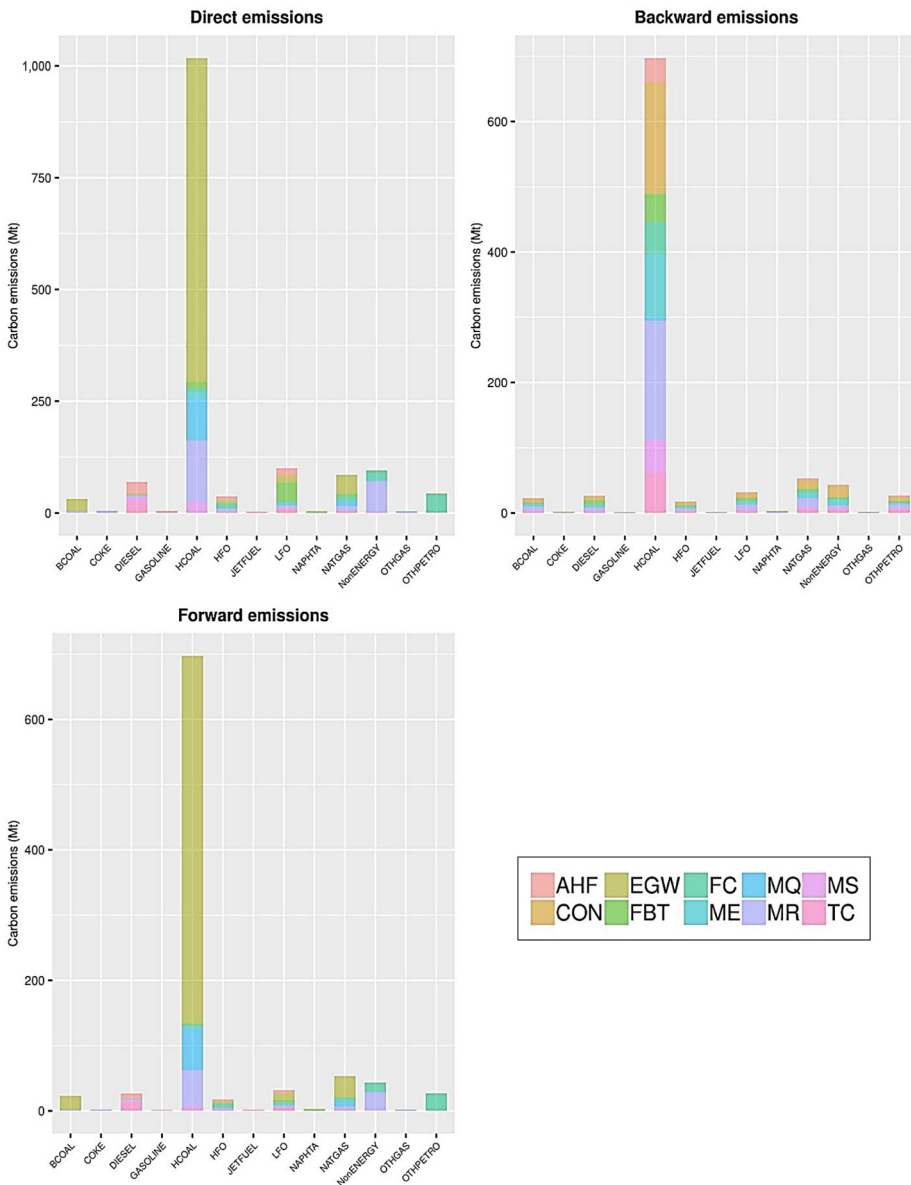 Direct emissions
Carbon emissions (Mt)
1,000
750
500
250
0
BCOAL COKE DIESEL GASOLINE HCOAL HFO JETFUEL LFO NAPHTA NATGAS NonENERGY OTHGAS OTHPETRO
Backward emissions
Carbon emissions (Mt)
600
400
200
0
BCOAL COKE DIESEL GASOLINE HCOAL HFO JETFUEL LFO NAPHTA NATGAS NonENERGY OTHGAS OTHPETRO
Forward emissions
Carbon emissions (Mt)
600
400
200
0
BCOAL COKE DIESEL GASOLINE HCOAL HFO JETFUEL LFO NAPHTA NATGAS NonENERGY OTHGAS OTHPETRO
AHF EGW FC MQ MS
CON FBT ME MR TC